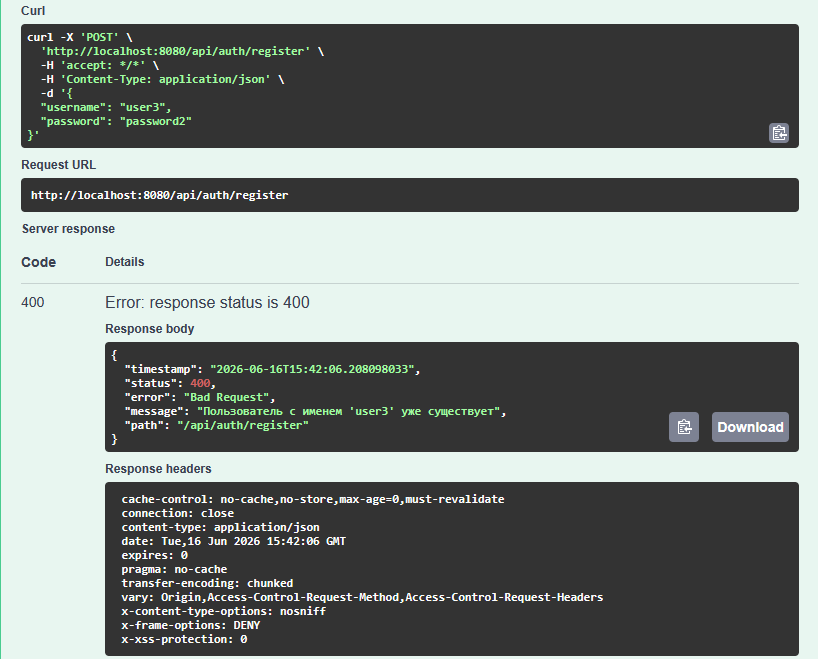 Curl
curl -X 'POST' \
  'http://localhost:8080/api/auth/register' \
  -H 'accept: */*' \
  -H 'Content-Type: application/json' \
  -d '{
  "username": "user3",
  "password": "password2"
}'
Request URL
http://localhost:8080/api/auth/register
Server response
Code Details
400 Error: response status is 400
Response body
{
  "timestamp": "2026-06-16T15:42:06.208098033",
  "status": 400,
  "error": "Bad Request",
  "message": "Пользователь с именем 'user3' уже существует",
  "path": "/api/auth/register"
}
Download
Response headers
cache-control: no-cache,no-store,max-age=0,must-revalidate
connection: close
content-type: application/json
date: Tue,16 Jun 2026 15:42:06 GMT
expires: 0
pragma: no-cache
transfer-encoding: chunked
vary: Origin,Access-Control-Request-Method,Access-Control-Request-Headers
x-content-type-options: nosniff
x-frame-options: DENY
x-xss-protection: 0